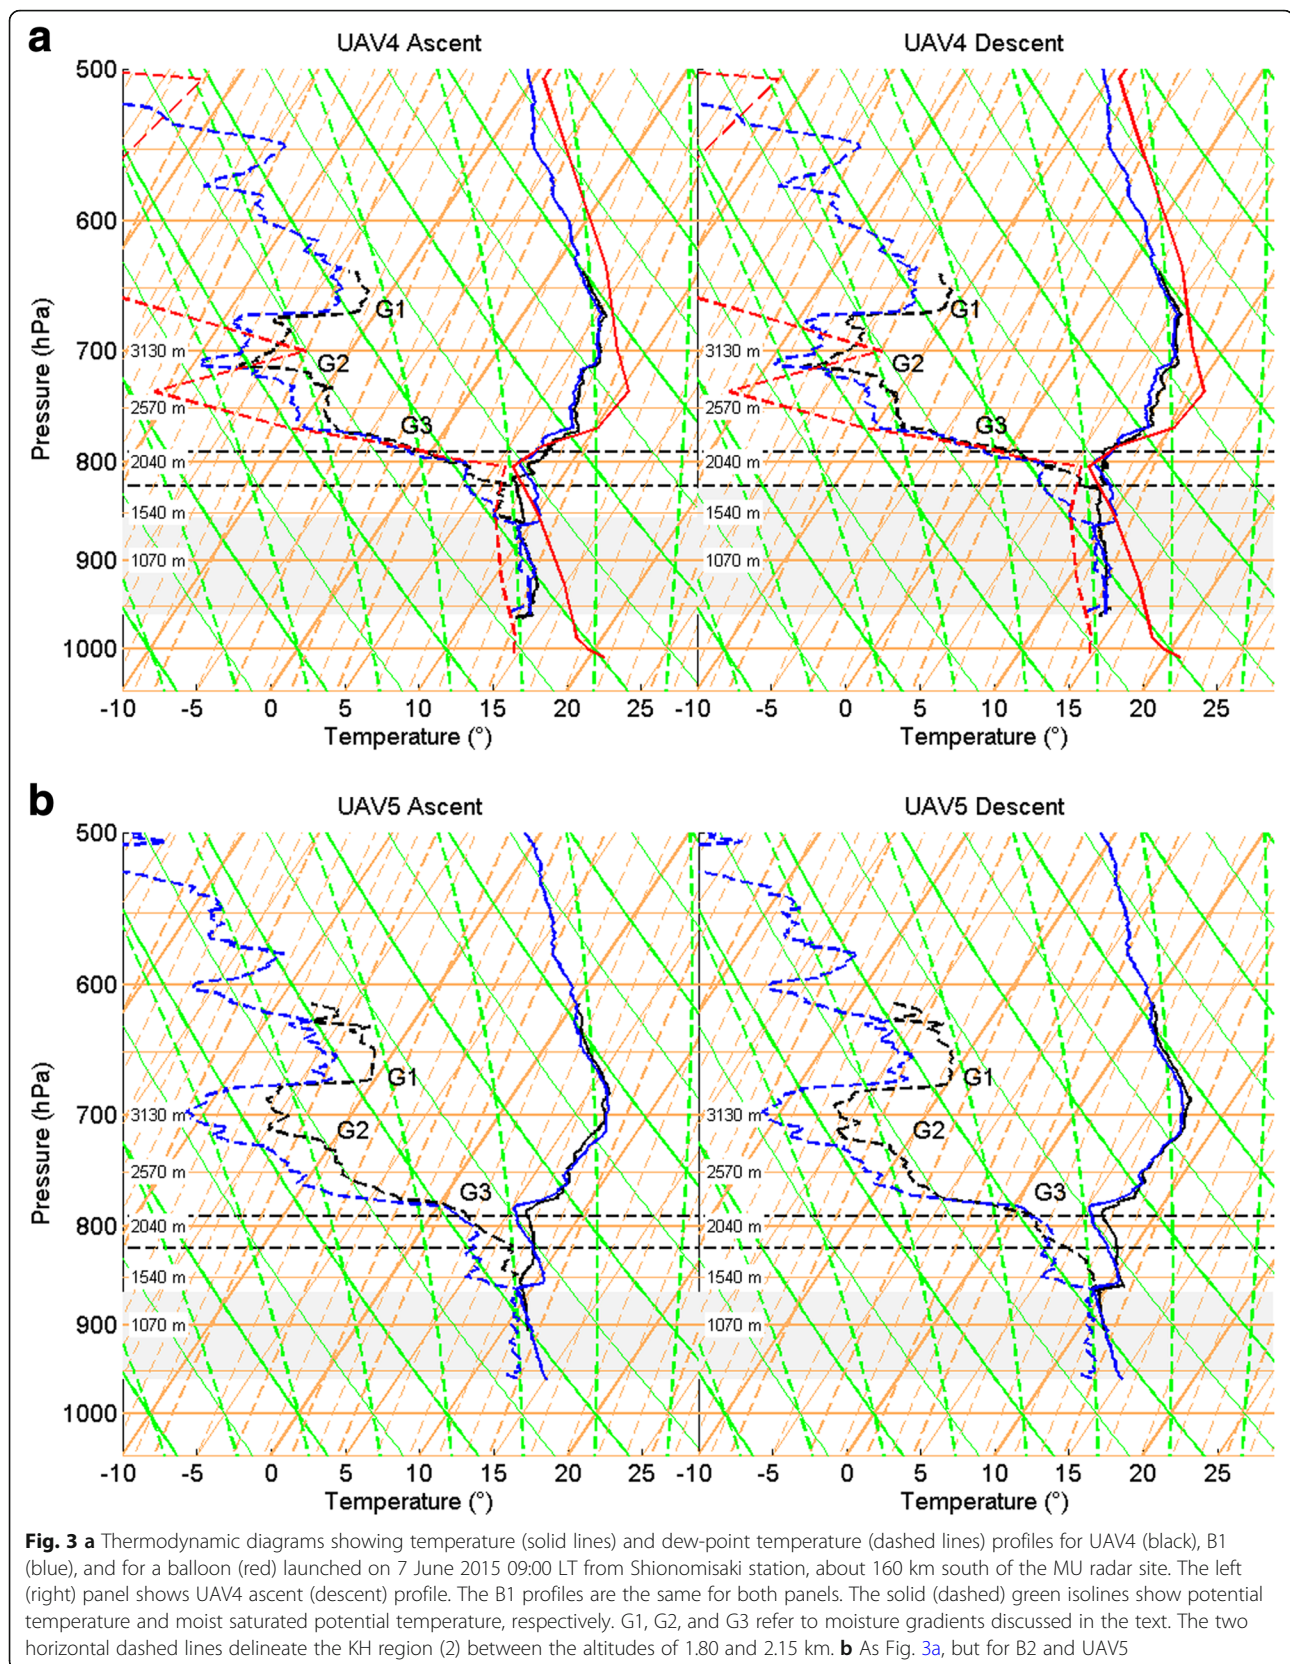 a
UAV4 Ascent
UAV4 Descent
500
600
700
800
900
1000
Pressure (hPa)
3130 m
2570 m
2040 m
1540 m
1070 m
G1
G2
G3
3130 m
2570 m
2040 m
1540 m
1070 m
G1
G2
G3
-10 -5 0 5 10 15 20 -10 -5 0 5 10 15 20 25
Temperature (°)
Temperature (°)
b
UAV5 Ascent
UAV5 Descent
500
600
700
800
900
1000
Pressure (hPa)
3130 m
2570 m
2040 m
1540 m
1070 m
G1
G2
G3
3130 m
2570 m
2040 m
1540 m
1070 m
G1
G2
G3
-10 -5 0 5 10 15 20 -10 -5 0 5 10 15 20 25
Temperature (°)
Temperature (°)
Fig. 3 a Thermodynamic diagrams showing temperature (solid lines) and dew-point temperature (dashed lines) profiles for UAV4 (black), B1
(blue), and for a balloon (red) launched on 7 June 2015 09:00 LT from Shionomisaki station, about 160 km south of the MU radar site. The left
(right) panel shows UAV4 ascent (descent) profile. The B1 profiles are the same for both panels. The solid (dashed) green isolines show potential
temperature and moist saturated potential temperature, respectively. G1, G2, and G3 refer to moisture gradients discussed in the text. The two
horizontal dashed lines delineate the KH region (2) between the altitudes of 1.80 and 2.15 km. b As Fig. 3a, but for B2 and UAV5